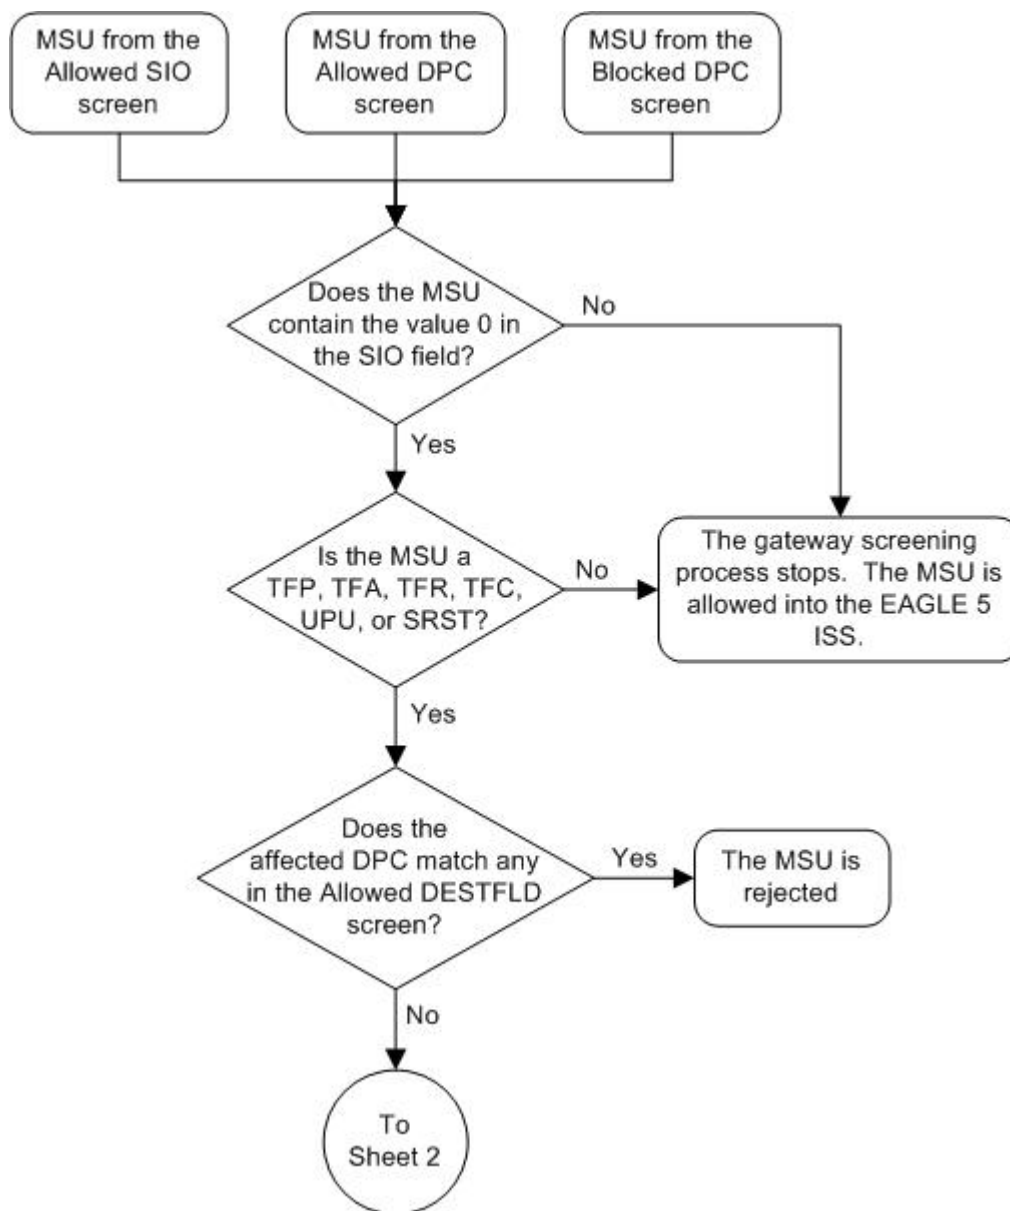 MSU from the
Allowed SIO
screen
MSU from the
Allowed DPC
screen
MSU from the
Blocked DPC
screen
Does the MSU
contain the value 0 in
the SIO field?
No
Yes
Is the MSU a
TFP, TFA, TFR, TFC,
UPU, or SRST?
No
The gateway screening
process stops. The MSU is
allowed into the EAGLE 5
ISS.
Yes
Does the
affected DPC match any
in the Allowed DESTFLD
screen?
Yes
The MSU is
rejected
No
To
Sheet 2